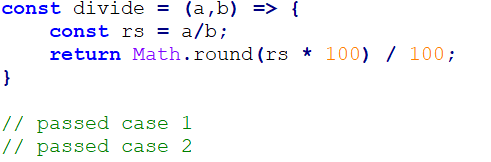 const divide = (a,b) => {
    const rs = a/b;
    return Math.round(rs * 100) / 100;
}

// passed case 1
// passed case 2